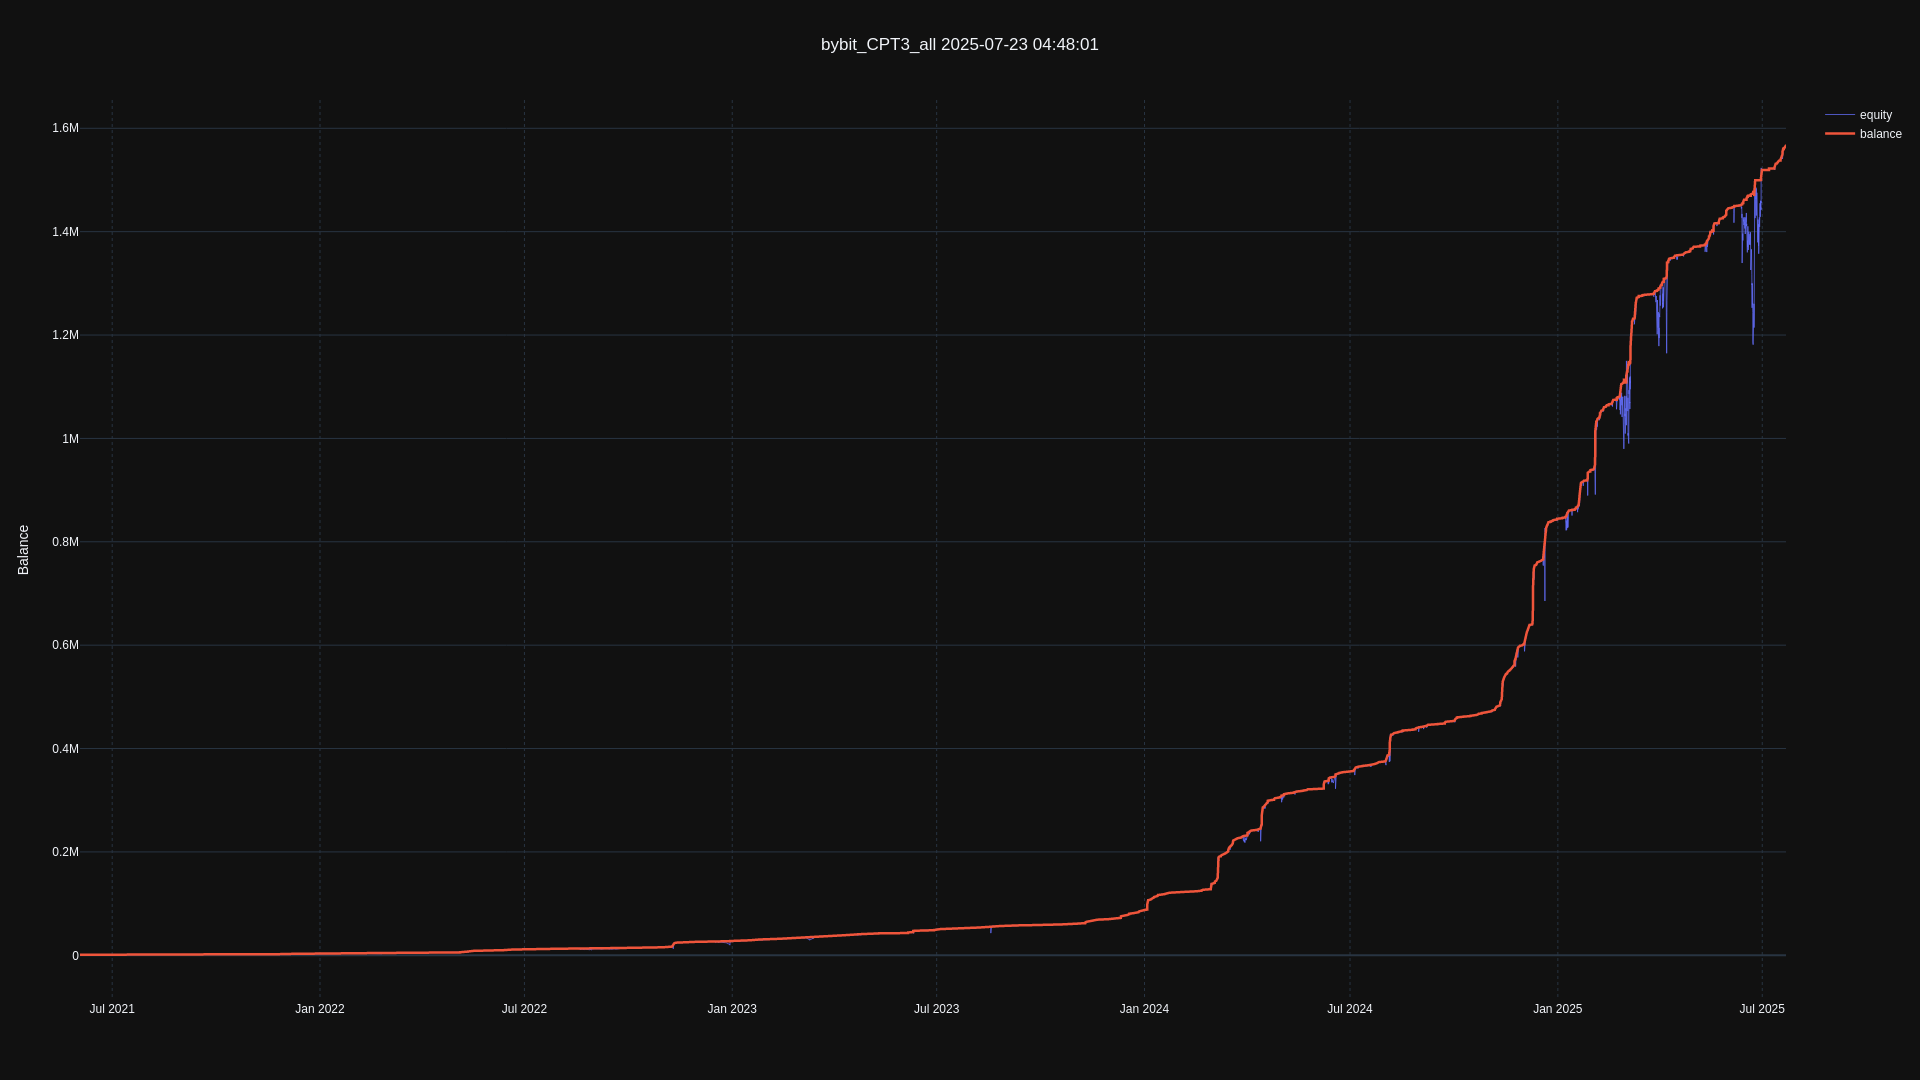 bybit_CPT3_all 2025-07-23 04:48:01
equity
balance
Balance
1.6M
1.4M
1.2M
1M
0.8M
0.6M
0.4M
0.2M
0
Jul 2021
Jan 2022
Jul 2022
Jan 2023
Jul 2023
Jan 2024
Jul 2024
Jan 2025
Jul 2025